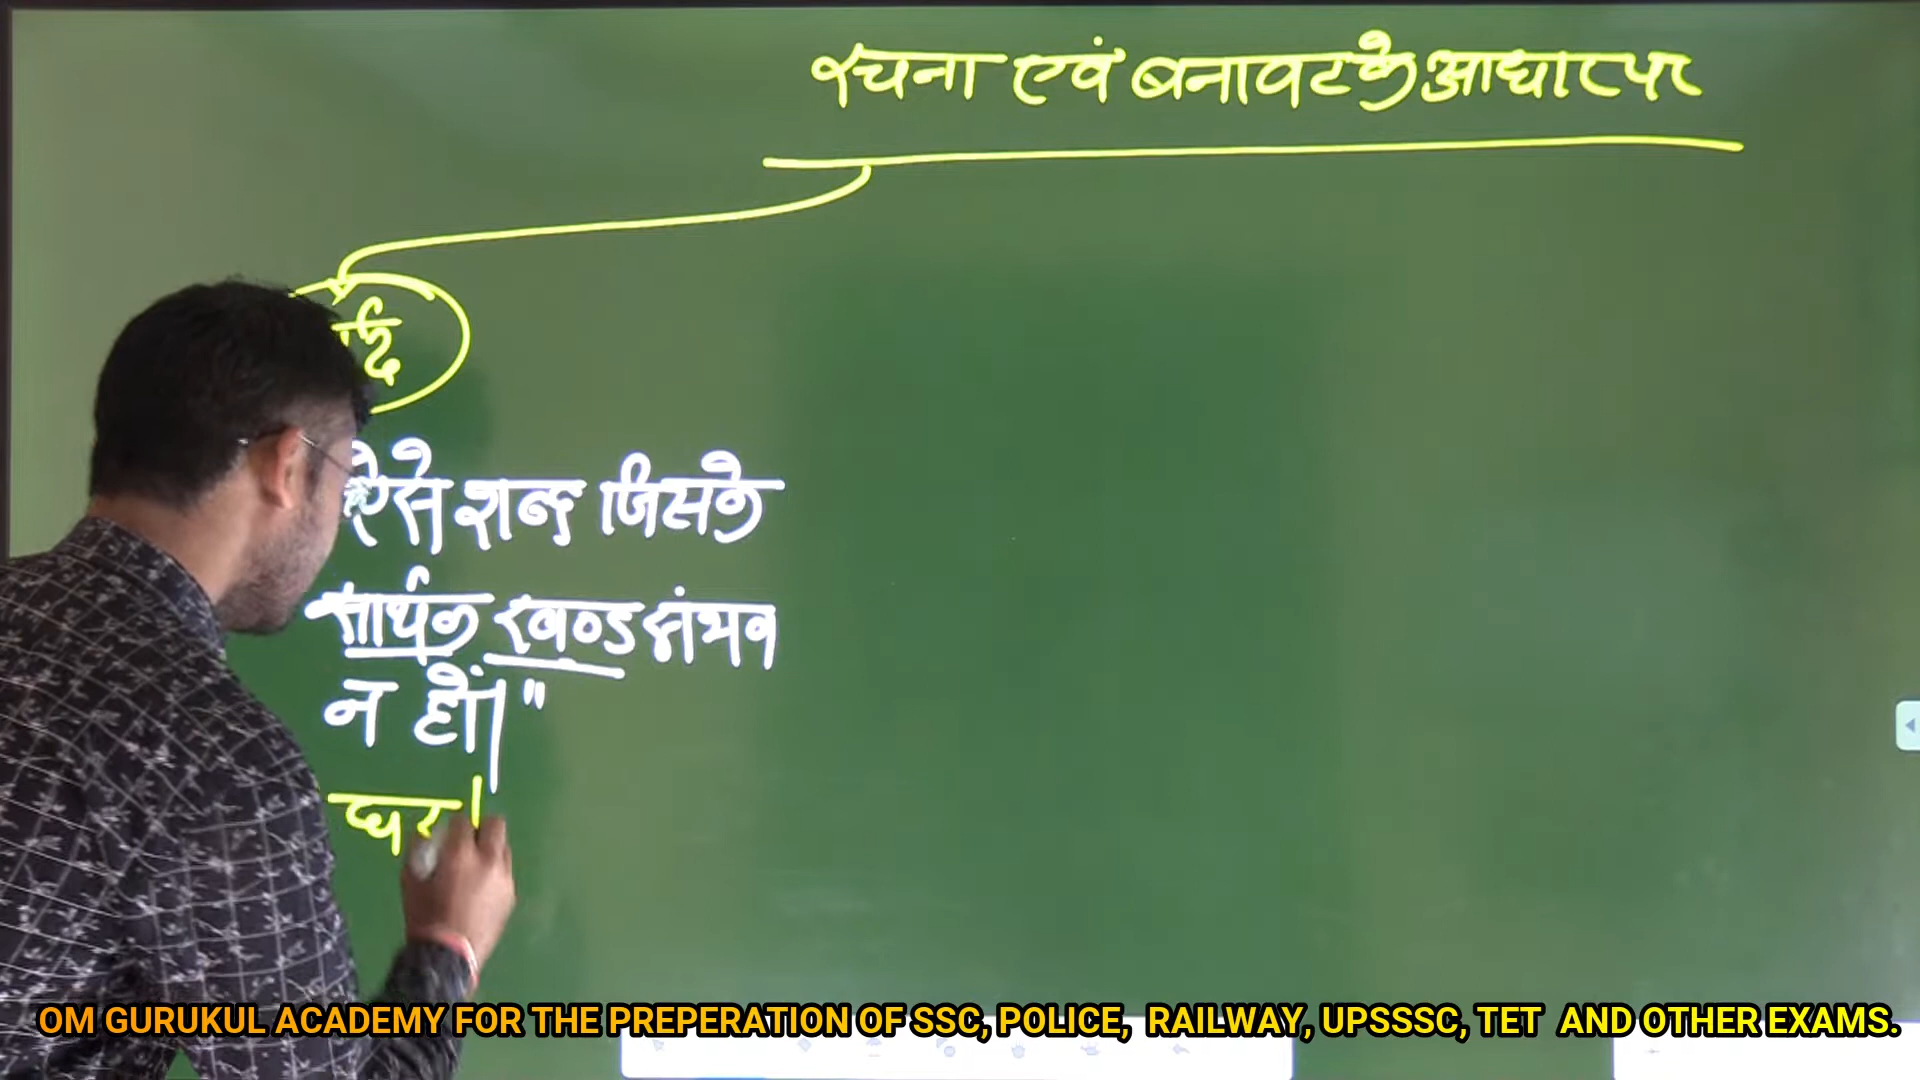 रचना एवं बनावट के आधार पर
ऐसे शब्द जिसके
सार्थक खण्ड संभव
न हों।"
घर
OM GURUKUL ACADEMY FOR THE PREPERATION OF SSC, POLICE, RAILWAY, UPSSSC, TET AND OTHER EXAMS.